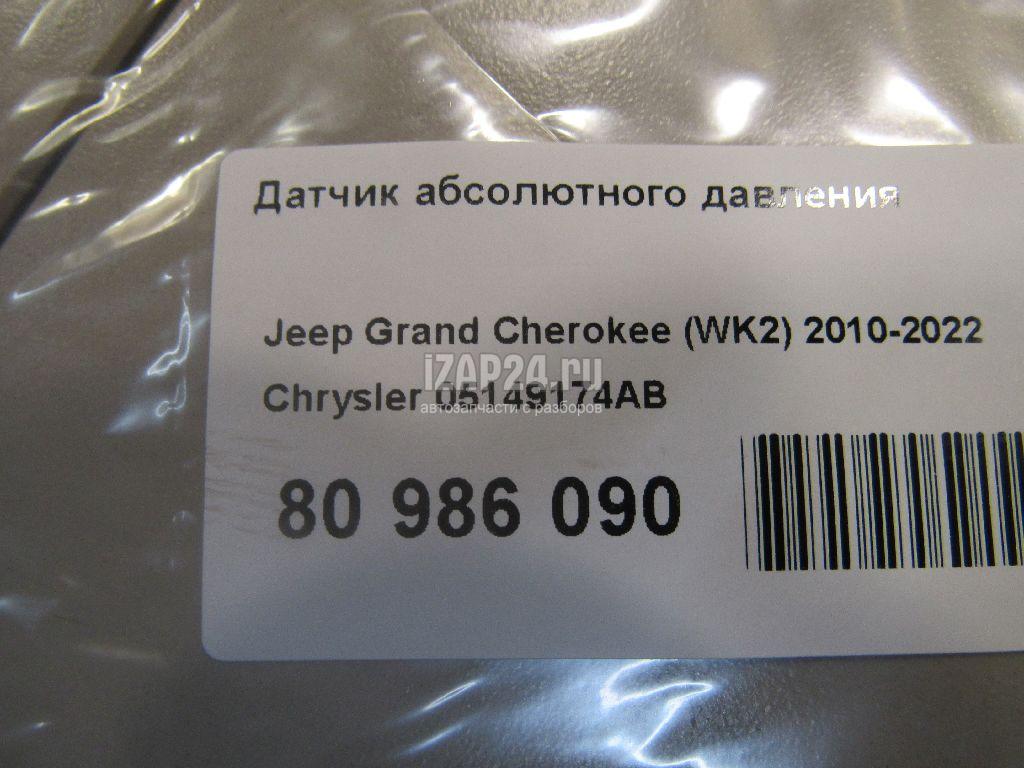 Датчик абсолютного давления
Jeep Grand Cherokee (WK2) 2010-2022
iZAP24.ru
Chrysler 05149174AB
автозапчасти с разборов
80 986 090